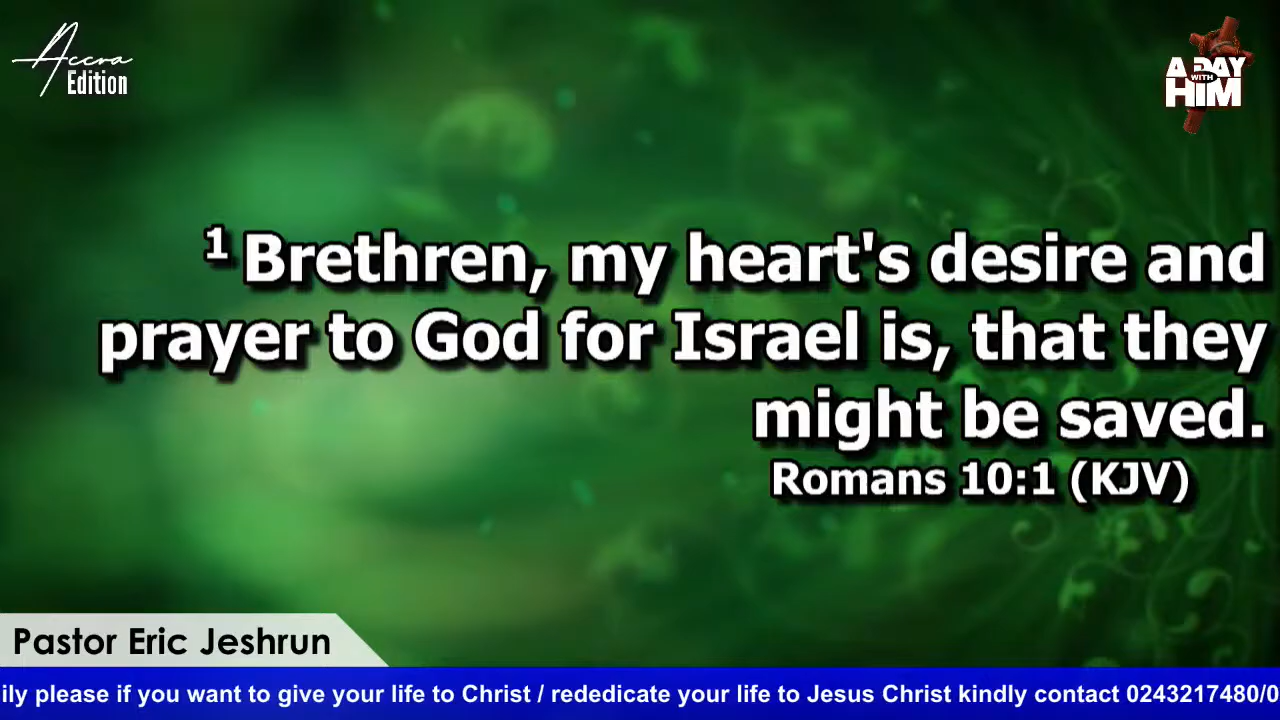 Accra
Edition
A DAY
WITH
HIM
1 Brethren, my heart's desire and
prayer to God for Israel is, that they
might be saved.
Romans 10:1 (KJV)
Pastor Eric Jeshrun
ily please if you want to give your life to Christ / rededicate your life to Jesus Christ kindly contact 0243217480/0